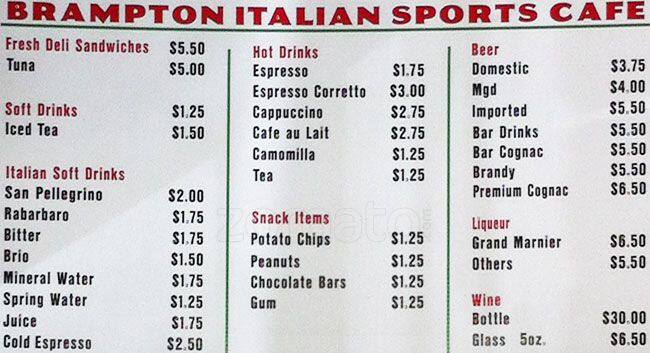 BRAMPTON ITALIAN SPORTS CAFE
Fresh Deli Sandwiches $5.50
Tuna $5.00
Soft Drinks $1.25
Iced Tea $1.50
Italian Soft Drinks
San Pellegrino $2.00
Rabarbaro $1.75
Bitter $1.75
Brio $1.50
Mineral Water $1.75
Spring Water $1.25
Juice $1.75
Cold Espresso $2.50
Hot Drinks
Espresso $1.75
Espresso Corretto $3.00
Cappuccino $2.75
Cafe au Lait $2.75
Camomilla $1.25
Tea $1.25
Snack Items
Potato Chips $1.25
Peanuts $1.25
Chocolate Bars $1.25
Gum $1.25
Beer
Domestic $3.75
Mgd $4.00
Imported $5.50
Bar Drinks $5.50
Bar Cognac $5.50
Brandy $5.50
Premium Cognac $6.50
Liqueur
Grand Marnier $6.50
Others $5.50
Wine
Bottle $30.00
Glass 5oz. $6.50
zomato.com